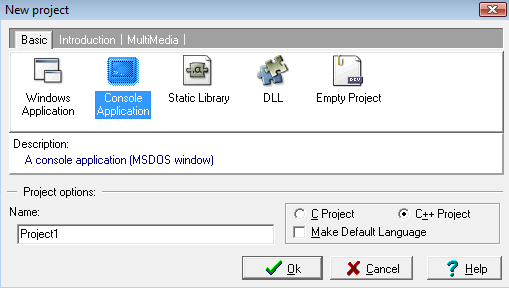 New project
Basic Introduction MultiMedia
Windows Application
Console Application
Static Library
DLL
Empty Project
.c,.a
DEV
Description:
A console application (MSDOS window)
Project options:
Name:
Project1
C Project
C++ Project
Make Default Language
Ok
Cancel
? Help